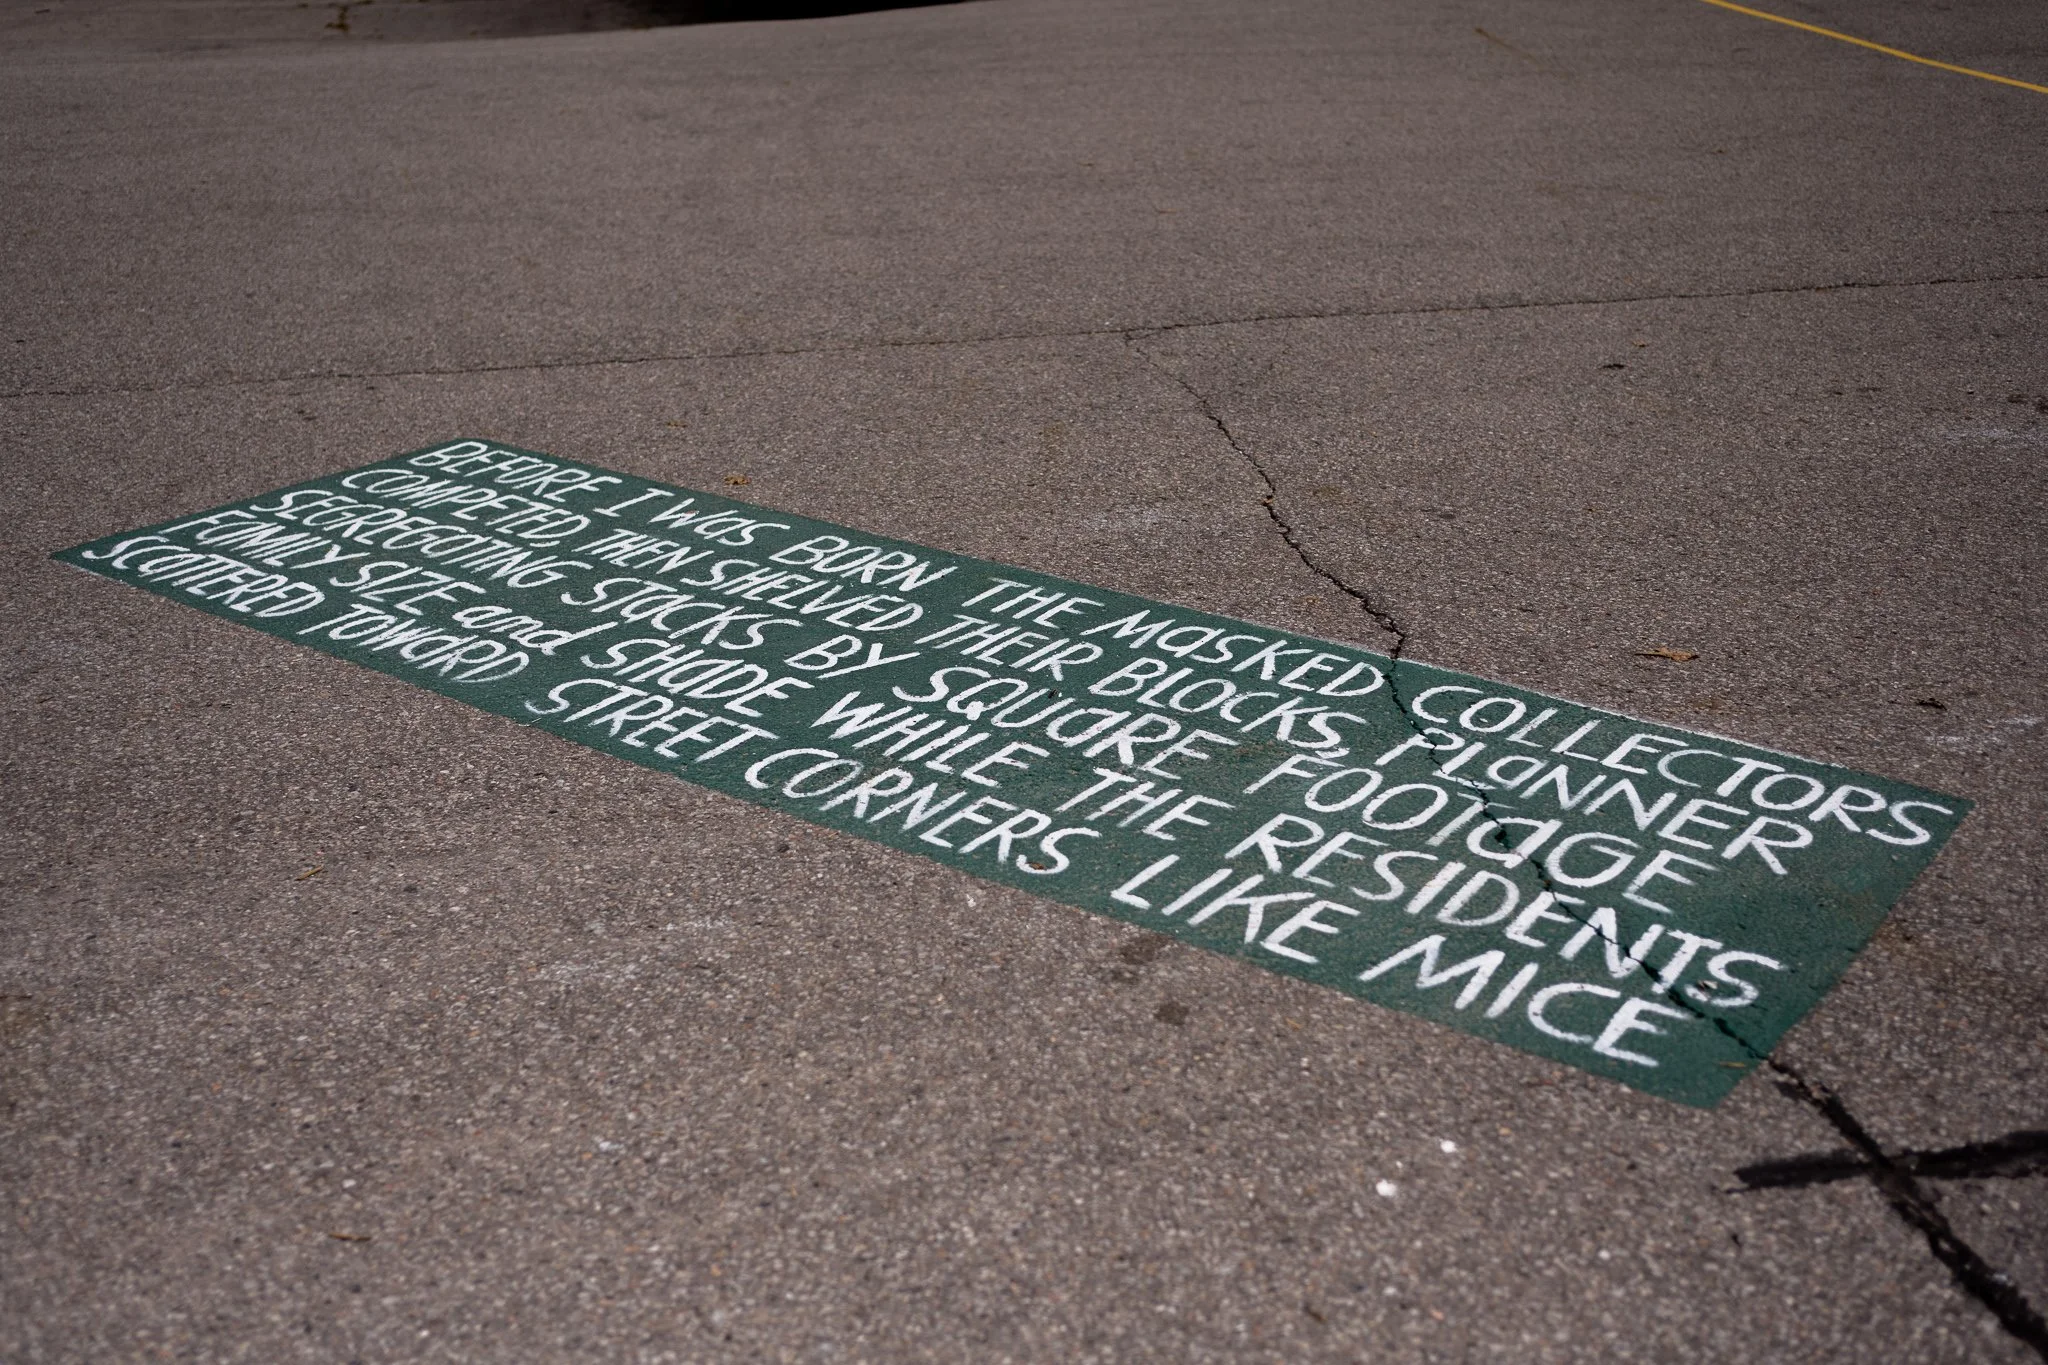 BEFORE I WAS BORN THE MASKED COLLECTORS
COMPETED, THEN SHELVED THEIR BLOCKS, PLANNER
SEGREGATING STACKS BY SQUARE FOOTAGE
FAMILY SIZE and SHADE WHILE THE RESIDENTS
SCATTERED TOWARD STREET CORNERS LIKE MICE